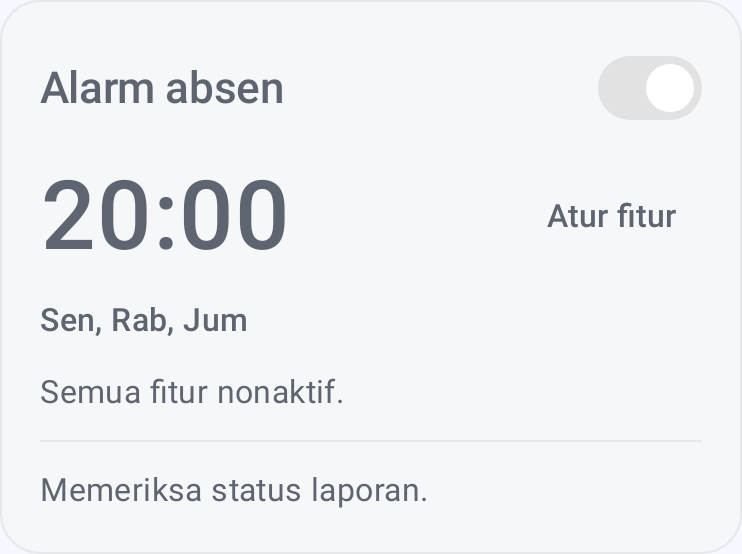 Alarm absen
20:00
Atur fitur
Sen, Rab, Jum
Semua fitur nonaktif.
Memeriksa status laporan.